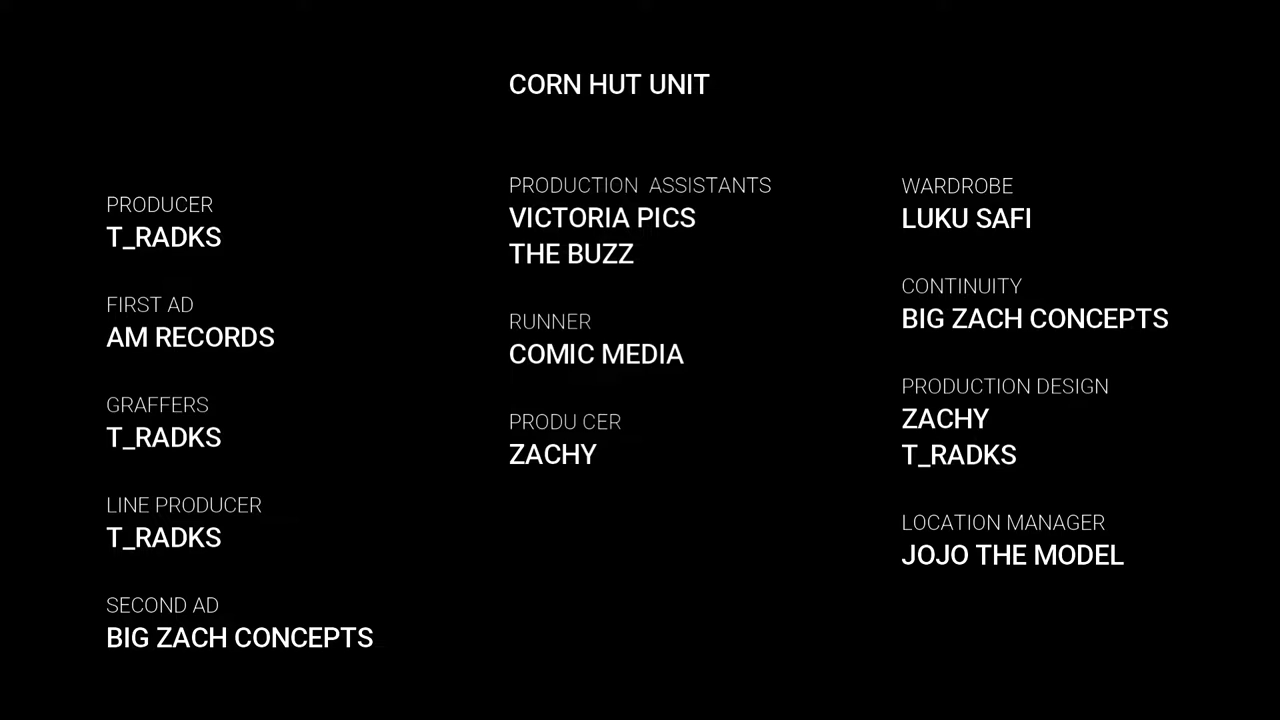 CORN HUT UNIT
PRODUCER
T_RADKS
FIRST AD
AM RECORDS
GRAFFERS
T_RADKS
LINE PRODUCER
T_RADKS
SECOND AD
BIG ZACH CONCEPTS
PRODUCTION  ASSISTANTS
VICTORIA PICS
THE BUZZ
RUNNER
COMIC MEDIA
PRODU CER
ZACHY
WARDROBE
LUKU SAFI
CONTINUITY
BIG ZACH CONCEPTS
PRODUCTION DESIGN
ZACHY
T_RADKS
LOCATION MANAGER
JOJO THE MODEL